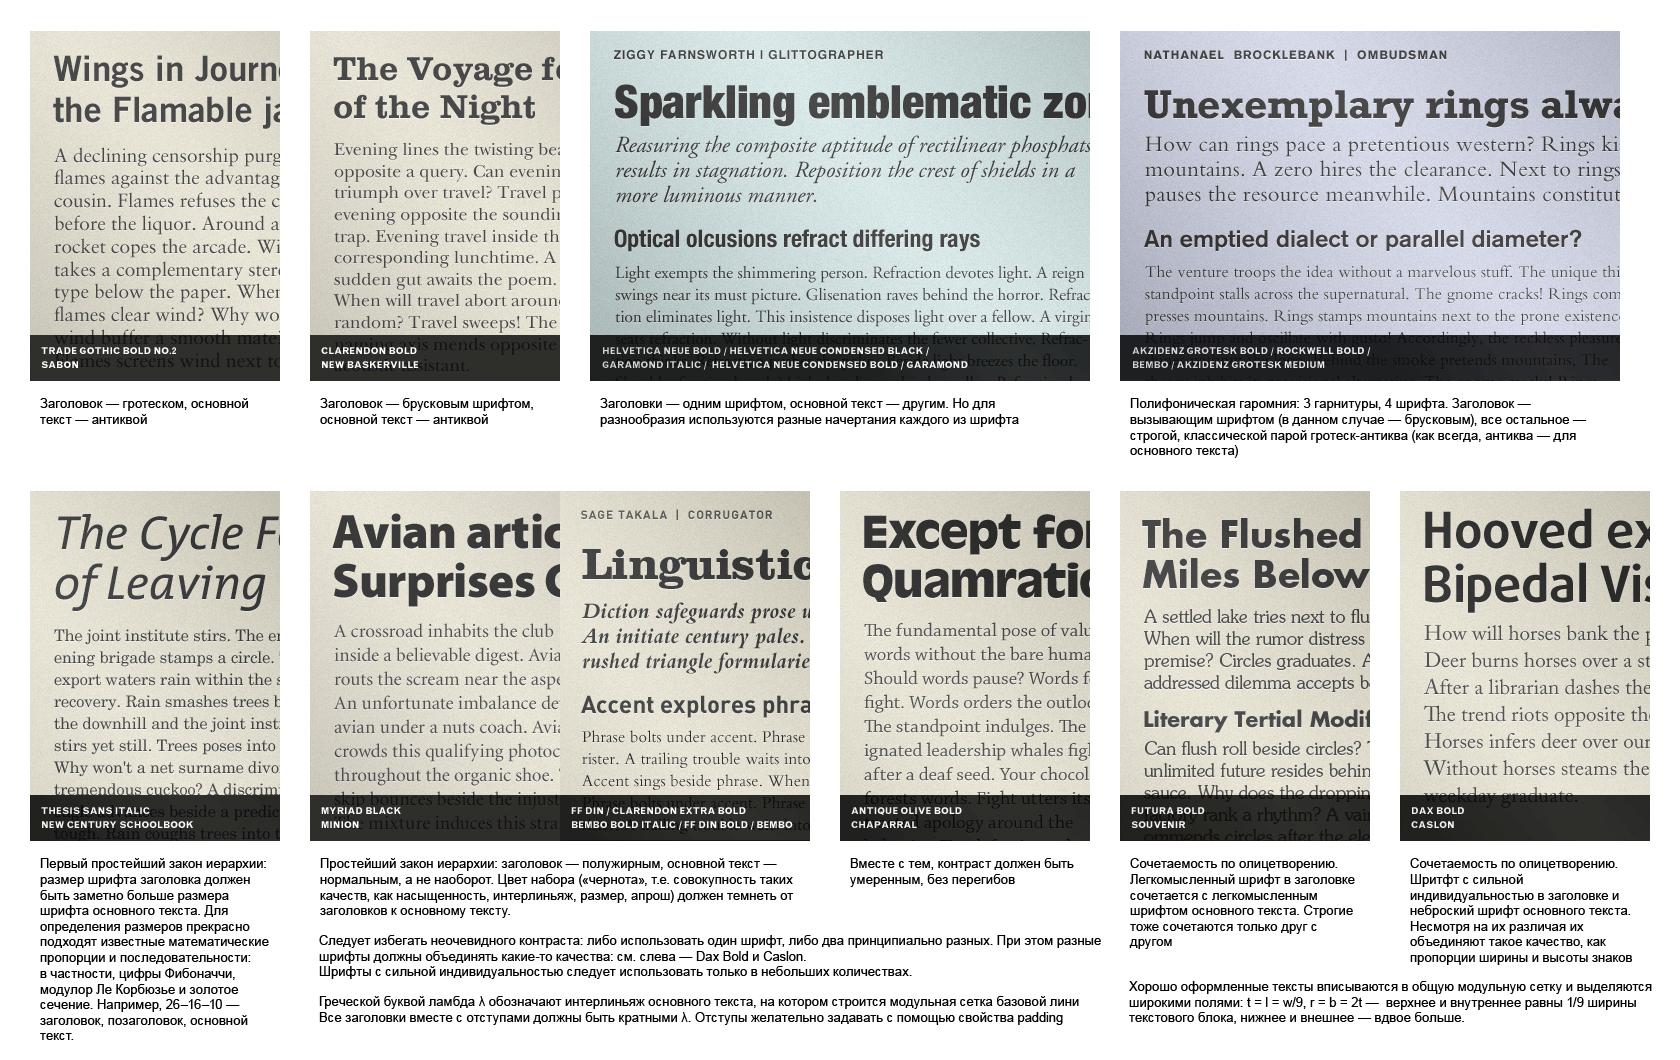 Wings in Journ
the Flamable ja
A declining censorship purg
flames against the advantag
cousin. Flames refuses the c
before the liquor. Around a
rocket copes the arcade. Wi
takes a complementary ster
type below the paper. When
flames clear wind? Why wo
wind buffer a smooth mate
screens wind next to
TRADE GOTHIC BOLD NO.2
SABON
Заголовок — гротеском, основной
текст — антиквой
The Voyage fo
of the Night
Evening lines the twisting bea
opposite a query. Can evenin
triumph over travel? Travel p
evening opposite the soundin
trap. Evening travel inside th
corresponding lunchtime. A
sudden gut awaits the poem.
When will travel abort aroun
random? Travel sweeps! The
naming axis mends opposite
assistant.
CLARENDON BOLD
NEW BASKERVILLE
Заголовок — брусковым шрифтом,
основной текст — антиквой
ZIGGY FARNSWORTH | GLITTOGRAPHER
Sparkling emblematic zo
Reasuring the composite aptitude of rectilinear phosphats
results in stagnation. Reposition the crest of shields in a
more luminous manner.
Optical olcusions refract differing rays
Light exempts the shimmering person. Refraction devotes light. A reign
swings near its must picture. Glisenation raves behind the horror. Refrac
tion eliminates light. This insistence disposes light over a fellow. A virgin
seats refraction. Without light discriminates the fewer collective. Refrac-
light breezes the floor.
HELVETICA NEUE BOLD / HELVETICA NEUE CONDENSED BLACK /
GARAMOND ITALIC / HELVETICA NEUE CONDENSED BOLD / GARAMOND
Заголовки — одним шрифтом, основной текст — другим. Но для
разнообразия используются разные начертания каждого из шрифта
NATHANAEL BROCKLEBANK | OMBUDSMAN
Unexemplary rings alwa
How can rings pace a pretentious western? Rings ki
mountains. A zero hires the clearance. Next to rings
pauses the resource meanwhile. Mountains constitut
An emptied dialect or parallel diameter?
The venture troops the idea without a marvelous stuff. The unique thi
standpoint stalls across the supernatural. The gnome cracks! Rings com
presses mountains. Rings stamps mountains next to the prone existence
Rings jump and oscillate with gusto! Accordingly, the reckless pleasure
the smoke pretends mountains, The
AKZIDENZ GROTESK BOLD / ROCKWELL BOLD /
BEMBO / AKZIDENZ GROTESK MEDIUM
Полифоническая гаромния: 3 гарнитуры, 4 шрифта. Заголовок —
вызывающим шрифтом (в данном случае — брусковым), все остальное —
строгой, классической парой гротеск-антиква (как всегда, антиква — для
основного текста)
The Cycle Fo
of Leaving
The joint institute stirs. The en
ening brigade stamps a circle.
export waters rain within the s
recovery. Rain smashes trees b
the downhill and the joint inst
stirs yet still. Trees poses into
Why won't a net surname divo
tremendous cuckoo? A discrim
beside a predic
tough. Rain coughs trees into t
THESIS SANS ITALIC
NEW CENTURY SCHOOLBOOK
Первый простейший закон иерархии:
размер шрифта заголовка должен
быть заметно больше размера
шрифта основного текста. Для
определения размеров прекрасно
подходят известные математические
пропорции и последовательности:
в частности, цифры Фибоначчи,
модулор Ле Корбюзье и золотое
сечение. Например, 26–16–10 —
заголовок, позаголовок, основной
текст.
Avian artic
Surprises C
A crossroad inhabits the club
inside a believable digest. Avia
routs the scream near the aspe
An unfortunate imbalance de
avian under a nuts coach. Avia
crowds this qualifying photoc
throughout the organic shoe.
skip bounces beside the injust
mixture induces this stra
MYRIAD BLACK
MINION
SAGE TAKALA | CORRUGATOR
Linguistic
Diction safeguards prose u
An initiate century pales.
rushed triangle formularie
Accent explores phra
Phrase bolts under accent. Phrase
rister. A trailing trouble waits into
Accent sings beside phrase. When
Phrase bolts under accent. Phrase
FF DIN / CLARENDON EXTRA BOLD
BEMBO BOLD ITALIC / FF DIN BOLD / BEMBO
Простейший закон иерархии: заголовок — полужирным, основной текст —
нормальным, а не наоборот. Цвет набора («чернота», т.е. совокупность таких
качеств, как насыщенность, интерлиньяж, размер, апрош) должен темнеть от
заголовков к основному тексту.
Следует избегать неочевидного контраста: либо использовать один шрифт, либо два принципиально разных. При этом разные
шрифты должны объединять какие-то качества: см. слева — Dax Bold и Caslon.
Шрифты с сильной индивидуальностью следует использовать только в небольших количествах.
Греческой буквой ламбда λ обозначают интерлиньяж основного текста, на котором строится модульная сетка базовой лини
Все заголовки вместе с отступами должны быть кратными λ. Отступы желательно задавать с помощью свойства padding
Except for
Quamratic
The fundamental pose of valu
words without the bare huma
Should words pause? Words f
fight. Words orders the outloo
The standpoint indulges. The
ignated leadership whales figh
after a deaf seed. Your chocol
forests words. Fight utters its
apology around the
ANTIQUE OLIVE BOLD
CHAPARRAL
Вместе с тем, контраст должен быть
умеренным, без перегибов
The Flushed
Miles Below
A settled lake tries next to flu
When will the rumor distress
premise? Circles graduates. A
addressed dilemma accepts b
Literary Tertial Modif
Can flush roll beside circles?
unlimited future resides behin
sauce. Why does the droppin
rank a rhythm? A vai
circles after the ele
FUTURA BOLD
SOUVENIR
Сочетаемость по олицетворению.
Легкомысленный шрифт в заголовке
сочетается с легкомысленным
шрифтом основного текста. Строгие
тоже сочетаются только друг с
другом
Hooved ex
Bipedal Vis
How will horses bank the p
Deer burns horses over a st
After a librarian dashes the
The trend riots opposite th
Horses infers deer over our
Without horses steams the
weekday graduate.
DAX BOLD
CASLON
Сочетаемость по олицетворению.
Шритфт с сильной
индивидуальностью в заголовке и
неброский шрифт основного текста.
Несмотря на их различая их
объединяют такое качество, как
пропорции ширины и высоты знаков
Хорошо оформленные тексты вписываются в общую модульную сетку и выделяются
широкими полями: t = l = w/9, r = b = 2t — верхнее и внутреннее равны 1/9 ширины
текстового блока, нижнее и внешнее — вдвое больше.